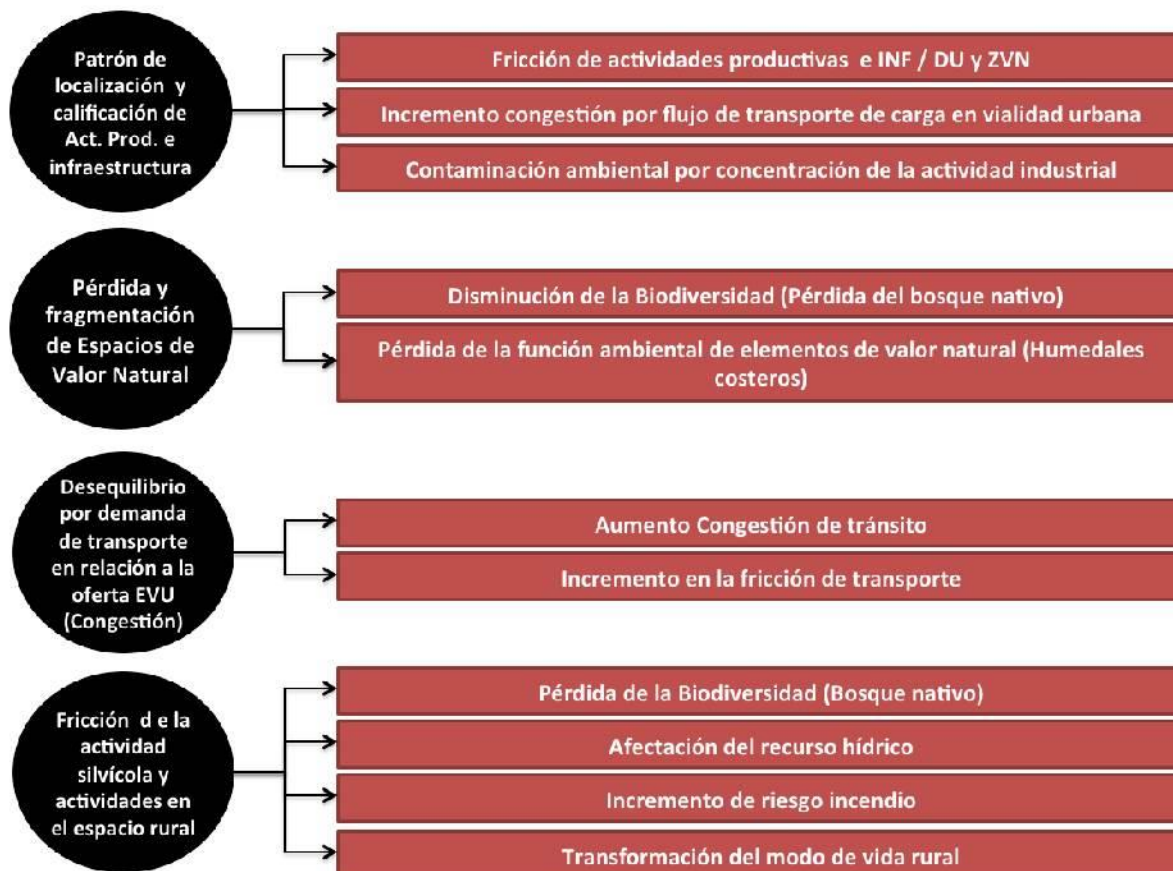 Patrón de
localización y
calificación de
Act. Prod. e
infraestructura
Fricción de actividades productivas e INF / DU y ZVN
Incremento congestión por flujo de transporte de carga en vialidad urbana
Contaminación ambiental por concentración de la actividad industrial
Pérdida y
fragmentación
de Espacios de
Valor Natural
Disminución de la Biodiversidad (Pérdida del bosque nativo)
Pérdida de la función ambiental de elementos de valor natural (Humedales
costeros)
Desequilibrio
por demanda
de transporte
en relación a la
oferta EVU
(Congestión)
Aumento Congestión de tránsito
Incremento en la fricción de transporte
Fricción d e la
actividad
silvícola y
actividades en
el espacio rural
Pérdida de la Biodiversidad (Bosque nativo)
Afectación del recurso hídrico
Incremento de riesgo incendio
Transformación del modo de vida rural